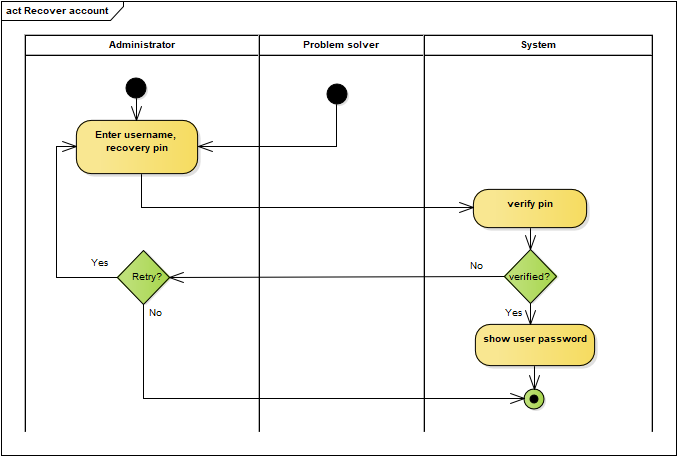 act Recover account
Administrator
Problem solver
System
Enter username,
recovery pin
verify pin
Yes
Retry?
No
verified?
No
Yes
show user password